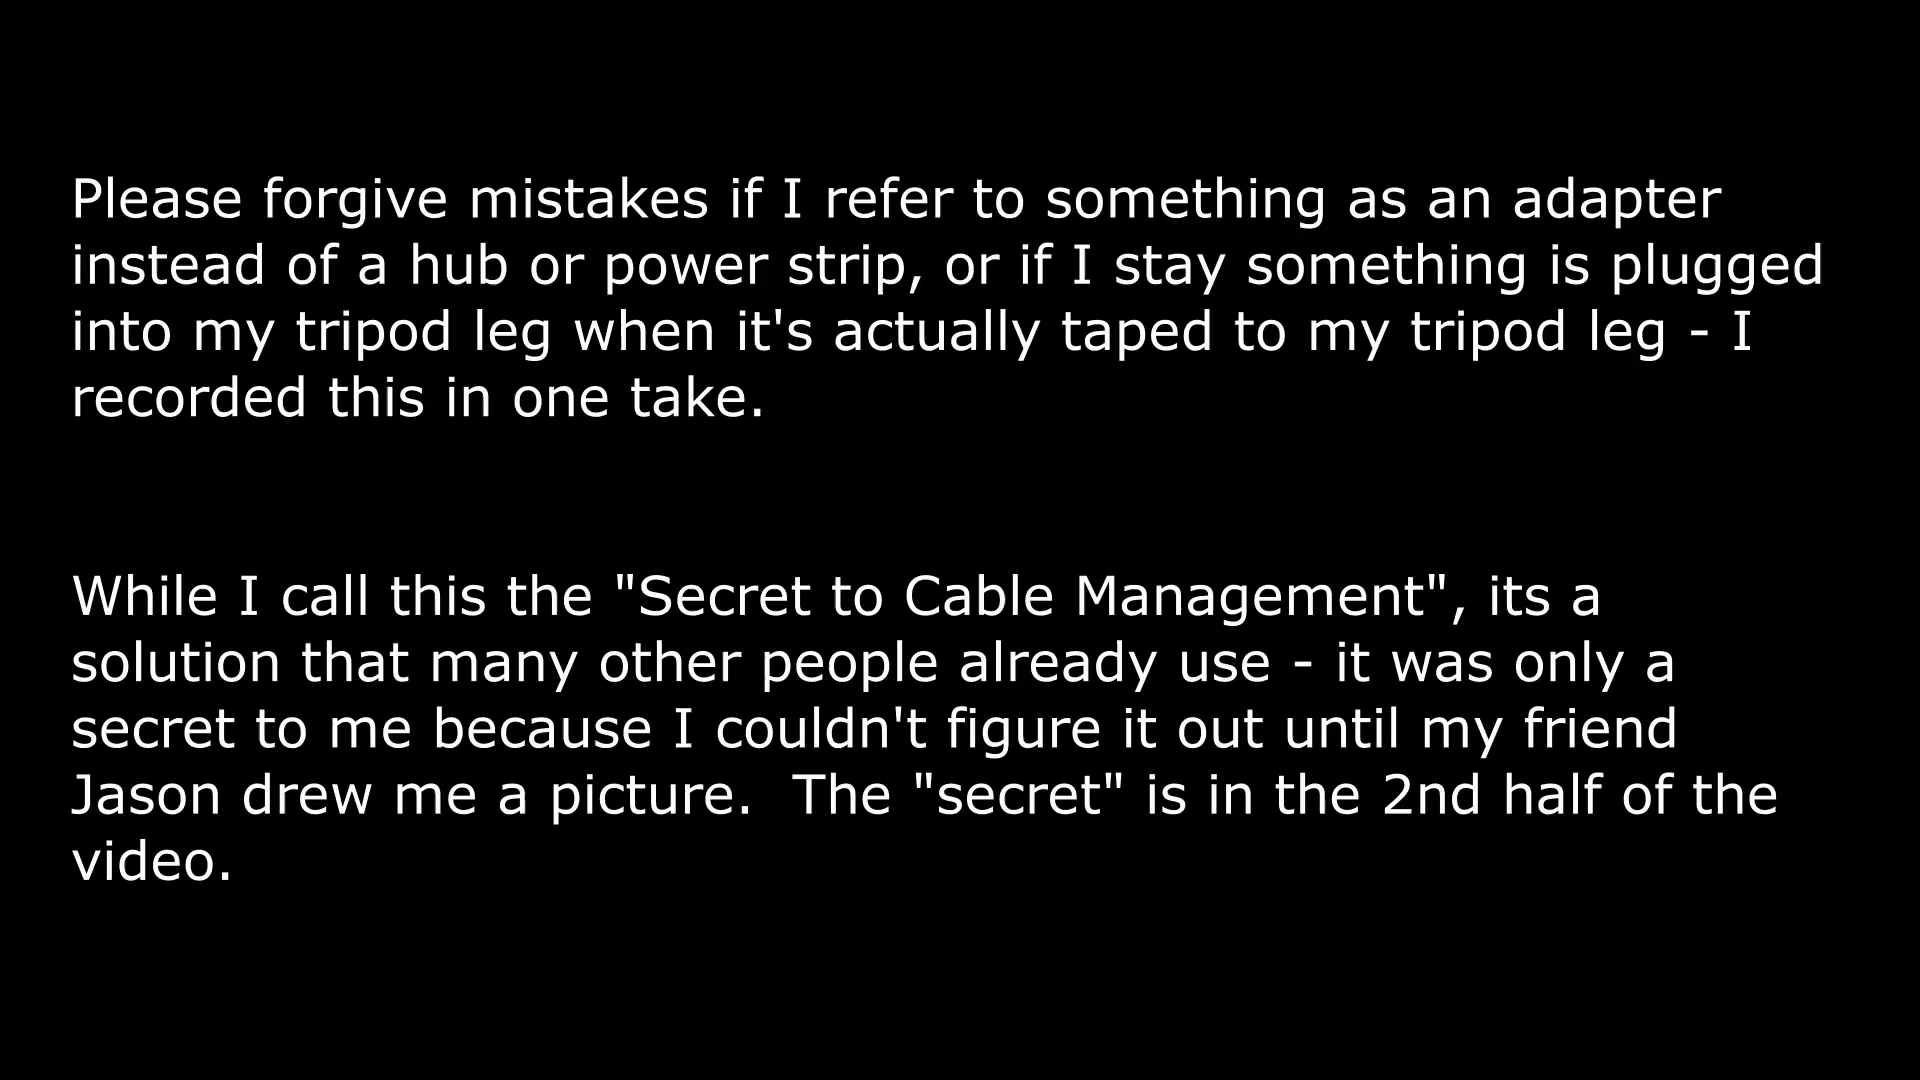 Please forgive mistakes if I refer to something as an adapter
instead of a hub or power strip, or if I stay something is plugged
into my tripod leg when it's actually taped to my tripod leg - I
recorded this in one take.
While I call this the "Secret to Cable Management", its a
solution that many other people already use - it was only a
secret to me because I couldn't figure it out until my friend
Jason drew me a picture.  The "secret" is in the 2nd half of the
video.